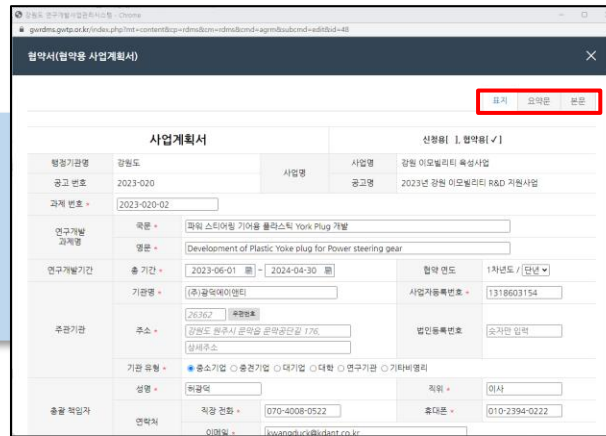 강원도 연구개발사업관리시스템 - Chrome
gwrdms.gwtp.or.kr/index.php?mt=content&cp=rdms&cm=rdms&cmd=agrm&subcmd=edit&bid=48
협약서(협약용 사업계획서)
표지 요약문 본문
사업계획서 신청용[ ], 협약용[√]
행정기관명 강원도 사업명 사업명 강원 이모빌리티 육성사업
공고 번호 2023-020 공고명 2023년 강원 이모빌리티 R&D 지원사업
과제 번호 * 2023-020-02
연구개발 과제명 국문 * 파워 스티어링 기어용 플라스틱 York Plug 개발
영문 * Development of Plastic Yoke plug for Power steering gear
연구개발기간 총 기간 * 2023-06-01 ~ 2024-04-30 협약 연도 1차년도 / 단년
주관기관 기관명 * (주)광덕에이앤티 사업자등록번호 * 1318603154
주소 * 26362 우편번호 법인등록번호 숫자만 입력
강원도 원주시 문막읍 문막공단길 176,
상세주소
기관 유형 * 중소기업 중견기업 대기업 대학 연구기관 기타비영리
총괄 책임자 성명 * 허광덕 직위 * 이사
연락처 직장 전화 * 070-4008-0522 휴대폰 * 010-2394-0222
이메일 * kwangduck@kdant.co.kr